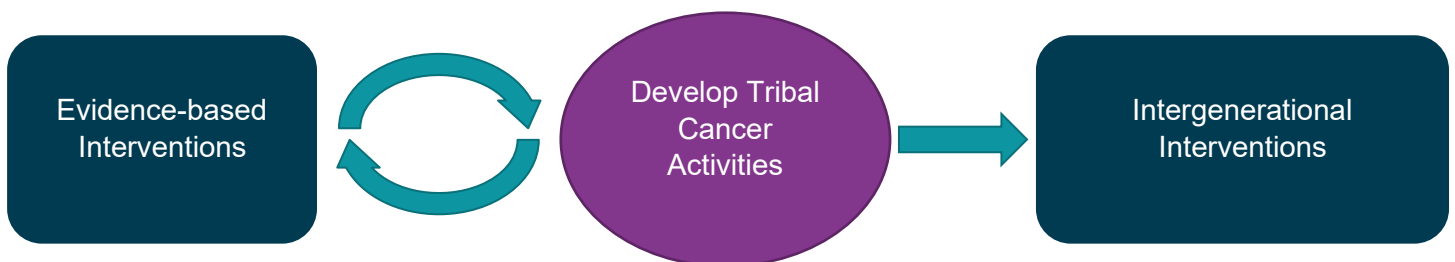 Evidence-based
Interventions
Develop Tribal
Cancer
Activities
Intergenerational
Interventions